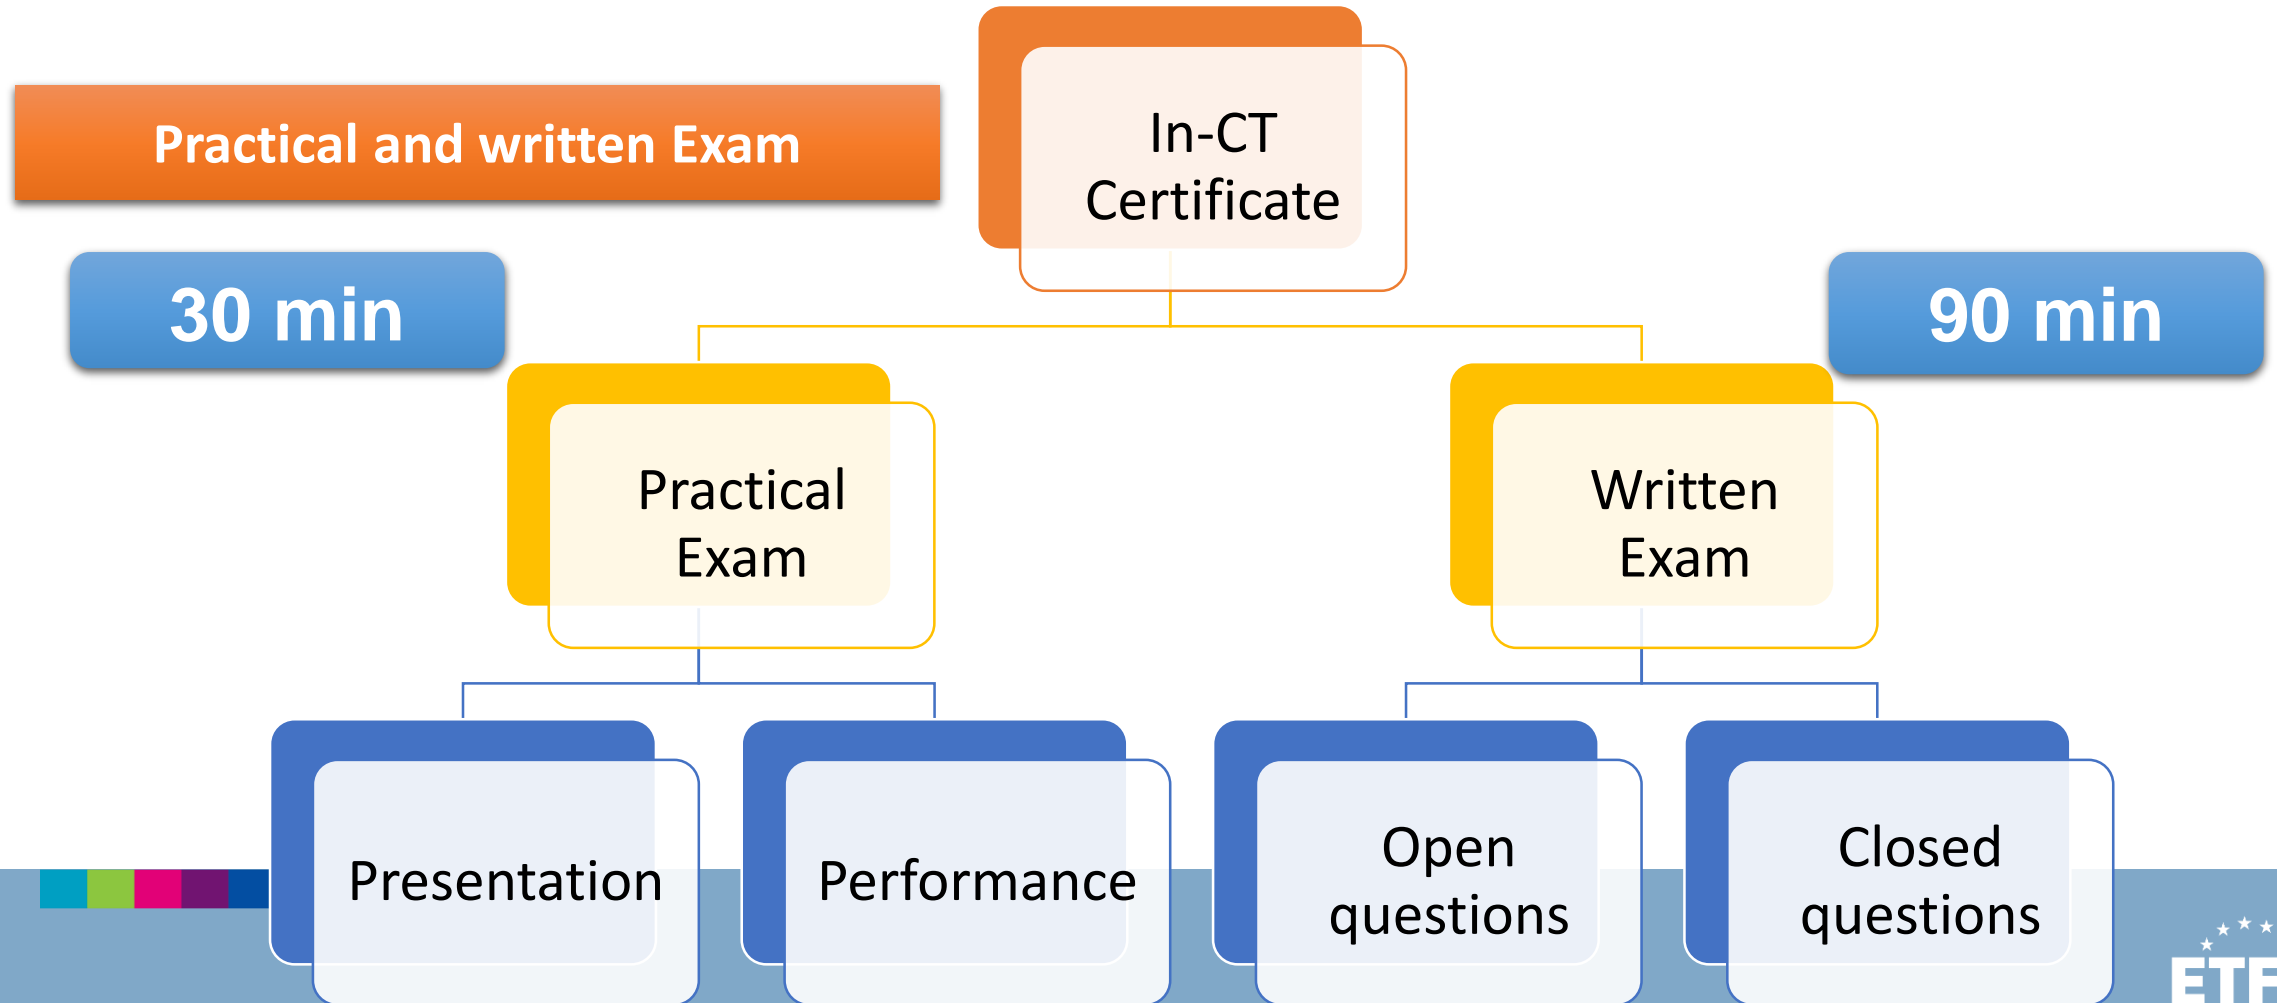 In-CT
Certificate
Practical and written Exam
30 min
90 min
Practical
Exam
Written
Exam
Presentation
Performance
Open
questions
Closed
questions
ETF